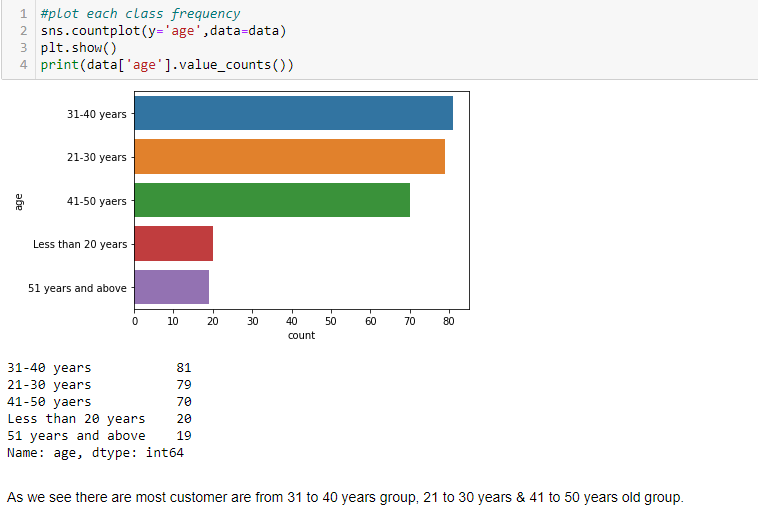 1 #plot each class frequency
2 sns.countplot(y='age',data=data)
3 plt.show()
4 print(data['age'].value_counts())
31-40 years
21-30 years
41-50 yaers
Less than 20 years
51 years and above
age
0 10 20 30 40 50 60 70 80
count
31-40 years 81
21-30 years 79
41-50 yaers 70
Less than 20 years 20
51 years and above 19
Name: age, dtype: int64
As we see there are most customer are from 31 to 40 years group, 21 to 30 years & 41 to 50 years old group.